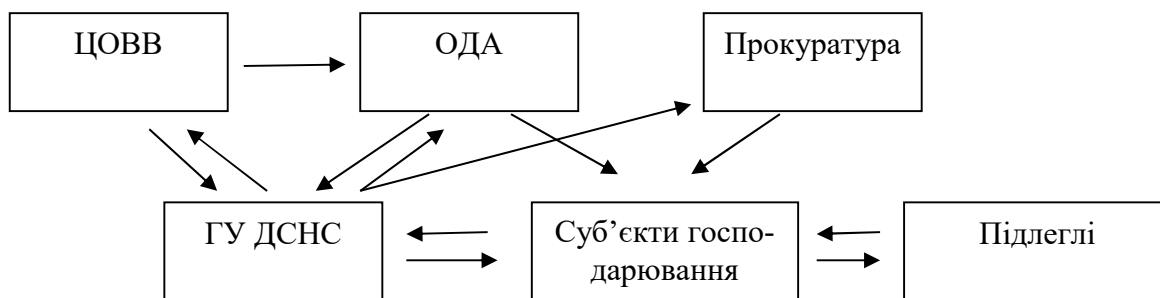 ЦОВВ
ОДА
Прокуратура
ГУ ДСНС
Суб’єкти госпо-
дарювання
Підлеглі